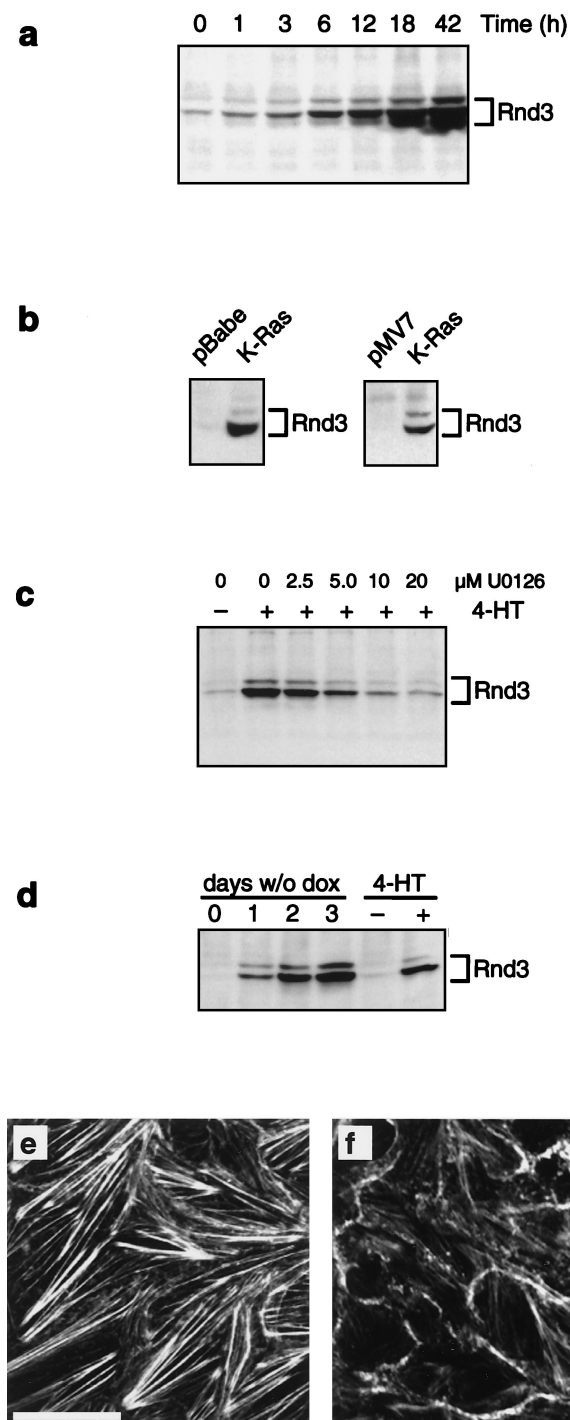 a
0 1 3 6 12 18 42 Time (h)
Rnd3
b
pBabe K-Ras pMV7 K-Ras
Rnd3 Rnd3
c
0 0 2.5 5.0 10 20 µM U0126
– + + + + + 4-HT
Rnd3
d
days w/o dox 4-HT
0 1 2 3 – +
Rnd3
e f